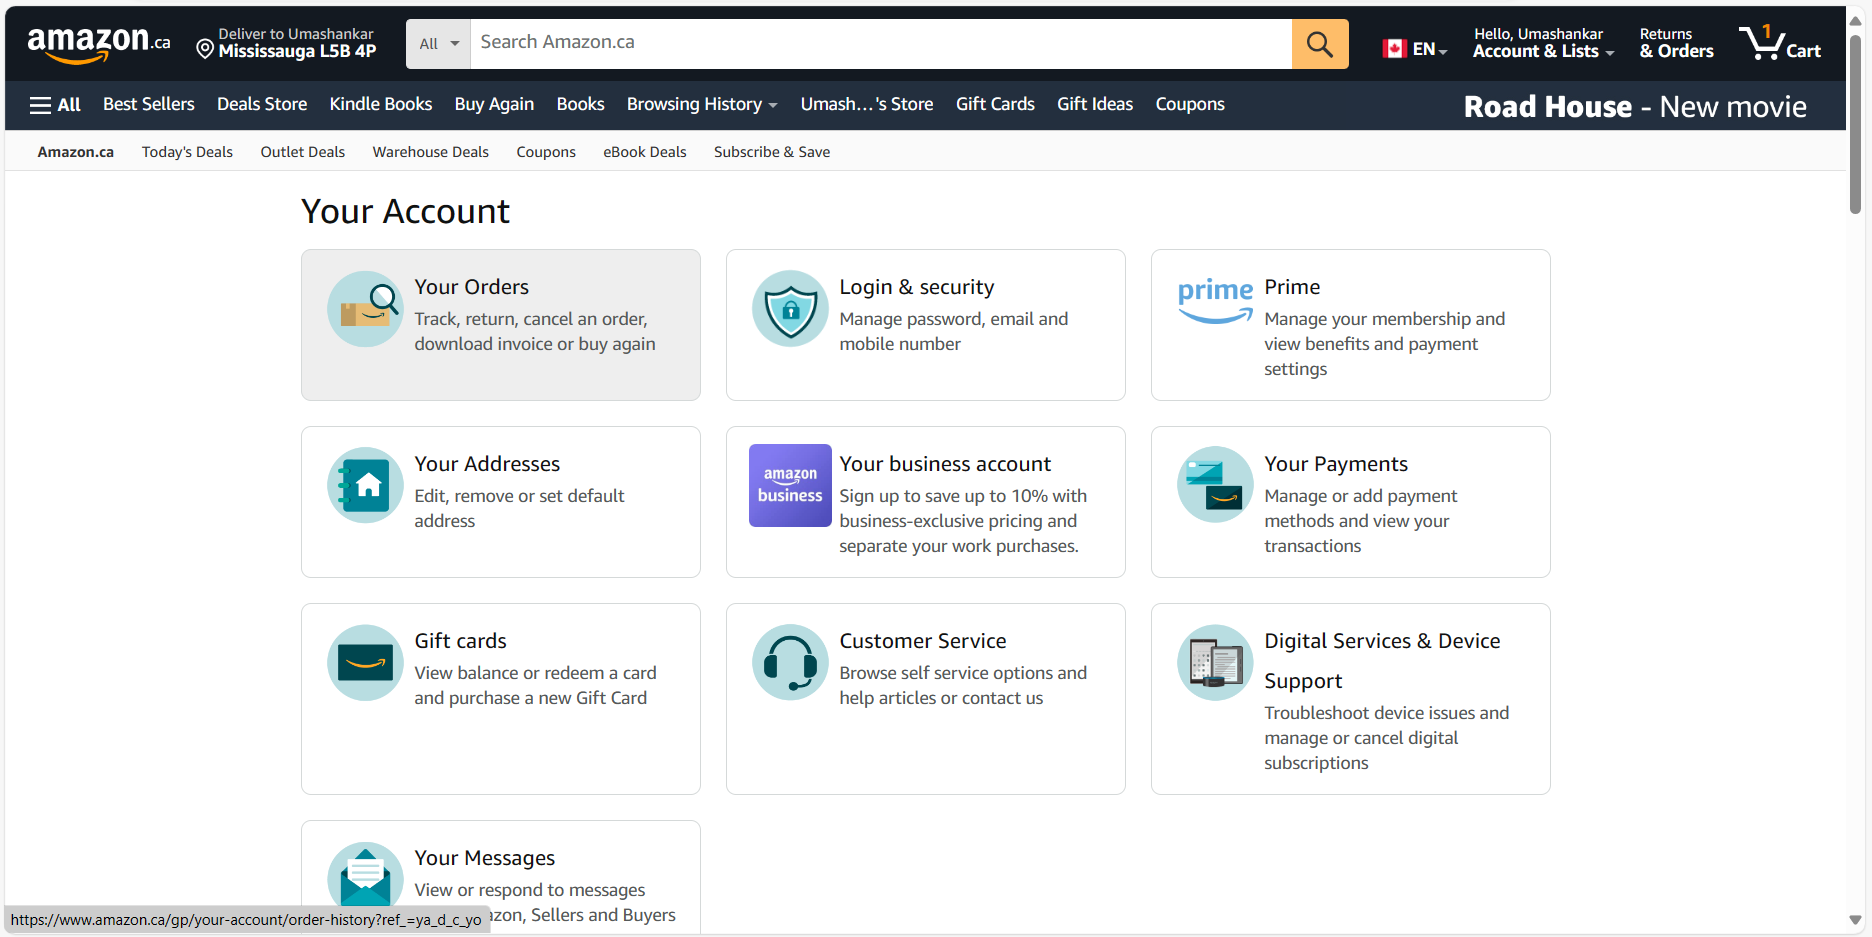 amazon.ca
Deliver to Umashankar
Mississauga L5B 4P
All
Search Amazon.ca
EN
Hello, Umashankar
Account & Lists
Returns
& Orders
1
Cart
All
Best Sellers
Deals Store
Kindle Books
Buy Again
Books
Browsing History
Umash...'s Store
Gift Cards
Gift Ideas
Coupons
Road House - New movie
Amazon.ca
Today's Deals
Outlet Deals
Warehouse Deals
Coupons
eBook Deals
Subscribe & Save
Your Account
Your Orders
Track, return, cancel an order,
download invoice or buy again
Login & security
Manage password, email and
mobile number
prime
Prime
Manage your membership and
view benefits and payment
settings
Your Addresses
Edit, remove or set default
address
amazon
business
Your business account
Sign up to save up to 10% with
business-exclusive pricing and
separate your work purchases.
Your Payments
Manage or add payment
methods and view your
transactions
Gift cards
View balance or redeem a card
and purchase a new Gift Card
Customer Service
Browse self service options and
help articles or contact us
Digital Services & Device
Support
Troubleshoot device issues and
manage or cancel digital
subscriptions
Your Messages
View or respond to messages
zon, Sellers and Buyers
https://www.amazon.ca/gp/your-account/order-history?ref_=ya_d_c_yo